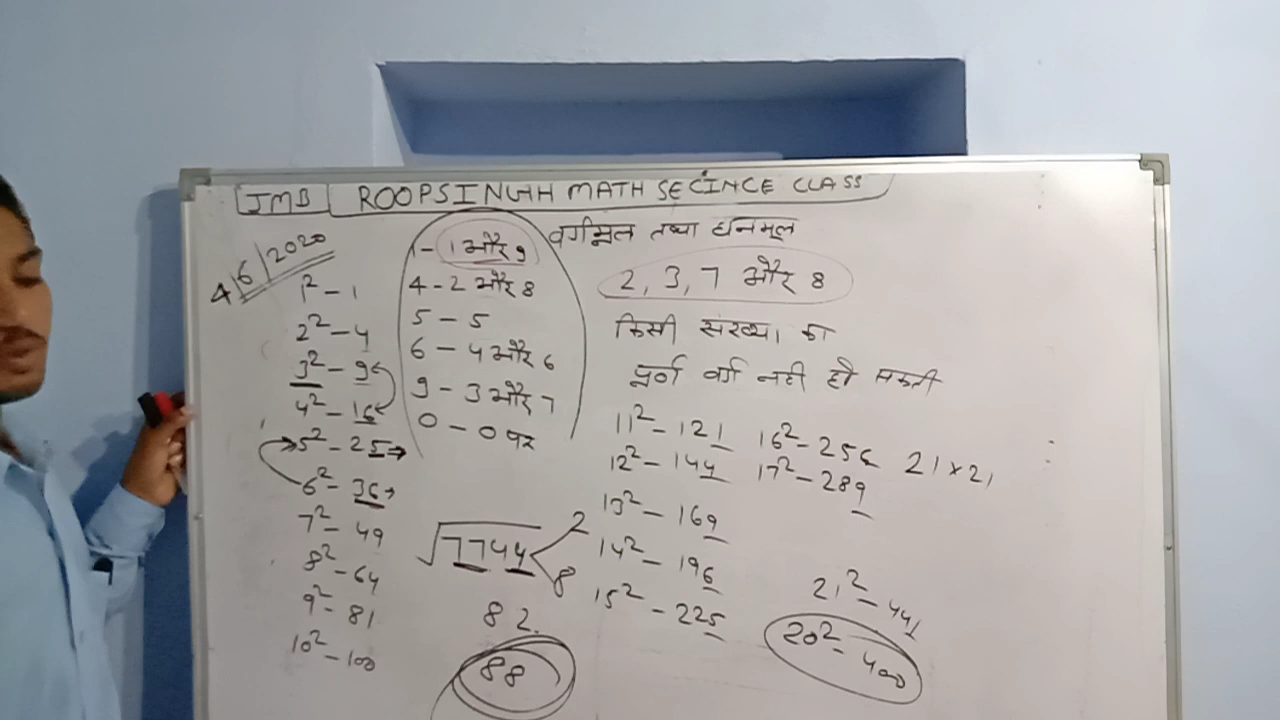 JMB ROOPSINGH MATH SECINCE CLASS
4/6/2020
वर्गमूल तथा घनमूल
1² - 1
2² - 4
3² - 9
4² - 16
5² - 25
6² - 36
7² - 49
8² - 64
9² - 81
10² - 100
1 - 1 और 9
4 - 2 और 8
5 - 5
6 - 4 और 6
9 - 3 और 7
0 - 0 पर
√7744
2
8
82
88
2, 3, 7 और 8
किसी संख्या का
पूर्ण वर्ग नही हो सकती
11² - 121
12² - 144
13² - 169
14² - 196
15² - 225
16² - 256
17² - 289
21 × 21
21² - 441
20² - 400